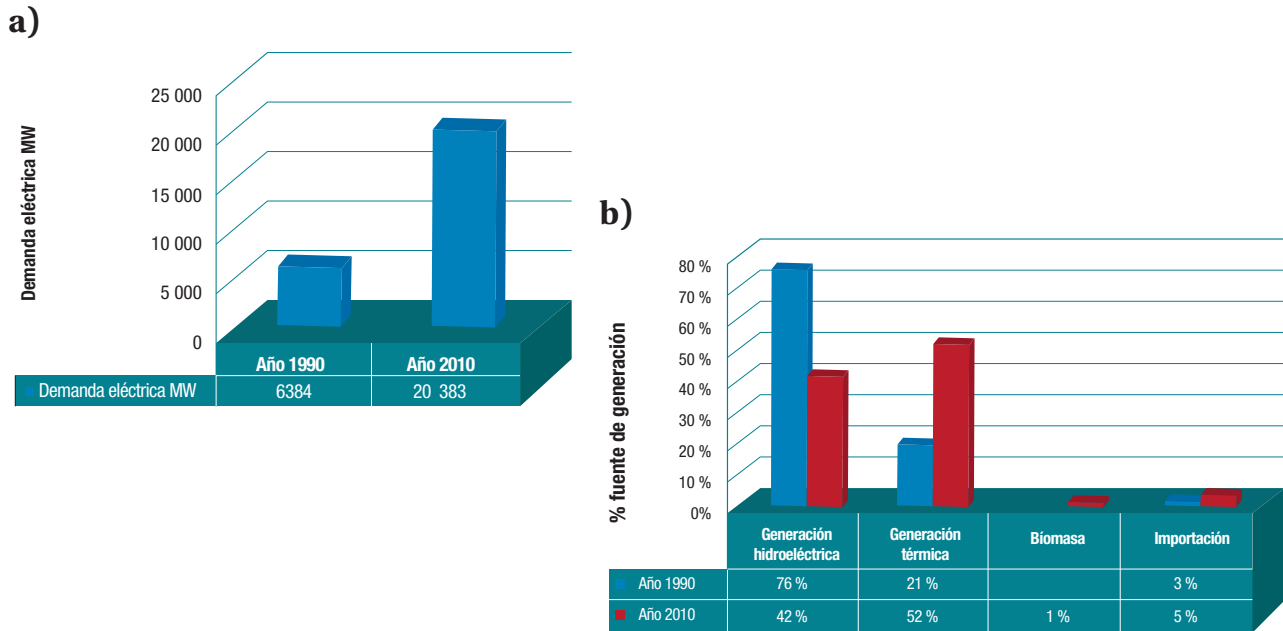 a)
Demanda eléctrica MW
25 000
20 000
15 000
10 000
5 000
0
Año 1990 Año 2010
Demanda eléctrica MW 6384 20 383
b)
% fuente de generación
80 %
70 %
60 %
50 %
40 %
30 %
20 %
10 %
0%
Generación Generación Bíomasa Importación
hidroeléctrica térmica
Año 1990 76 % 21 % 3 %
Año 2010 42 % 52 % 1 % 5 %